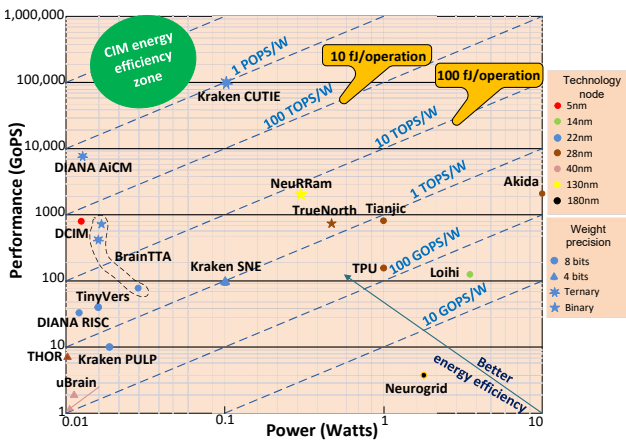 1,000,000
100,000
10,000
1000
100
10
1
Performance (GoPS)
CIM energy
efficiency
zone
1 POPS/W
10 fJ/operation
100 fJ/operation
Kraken CUTIE
100 TOPS/W
10 TOPS/W
DIANA AiCM
NeuRRam
1 TOPS/W
Akida
TrueNorth
Tianjic
DCIM
BrainTTA
Kraken SNE
100 GOPS/W
TPU
Loihi
TinyVers
DIANA RISC
10 GOPS/W
THOR
Kraken PULP
Better
energy efficiency
uBrain
Neurogrid
0.01
0.1
1
10
Power (Watts)
Technology
node
5nm
14nm
22nm
28nm
40nm
130nm
180nm
Weight
precision
8 bits
4 bits
Ternary
Binary